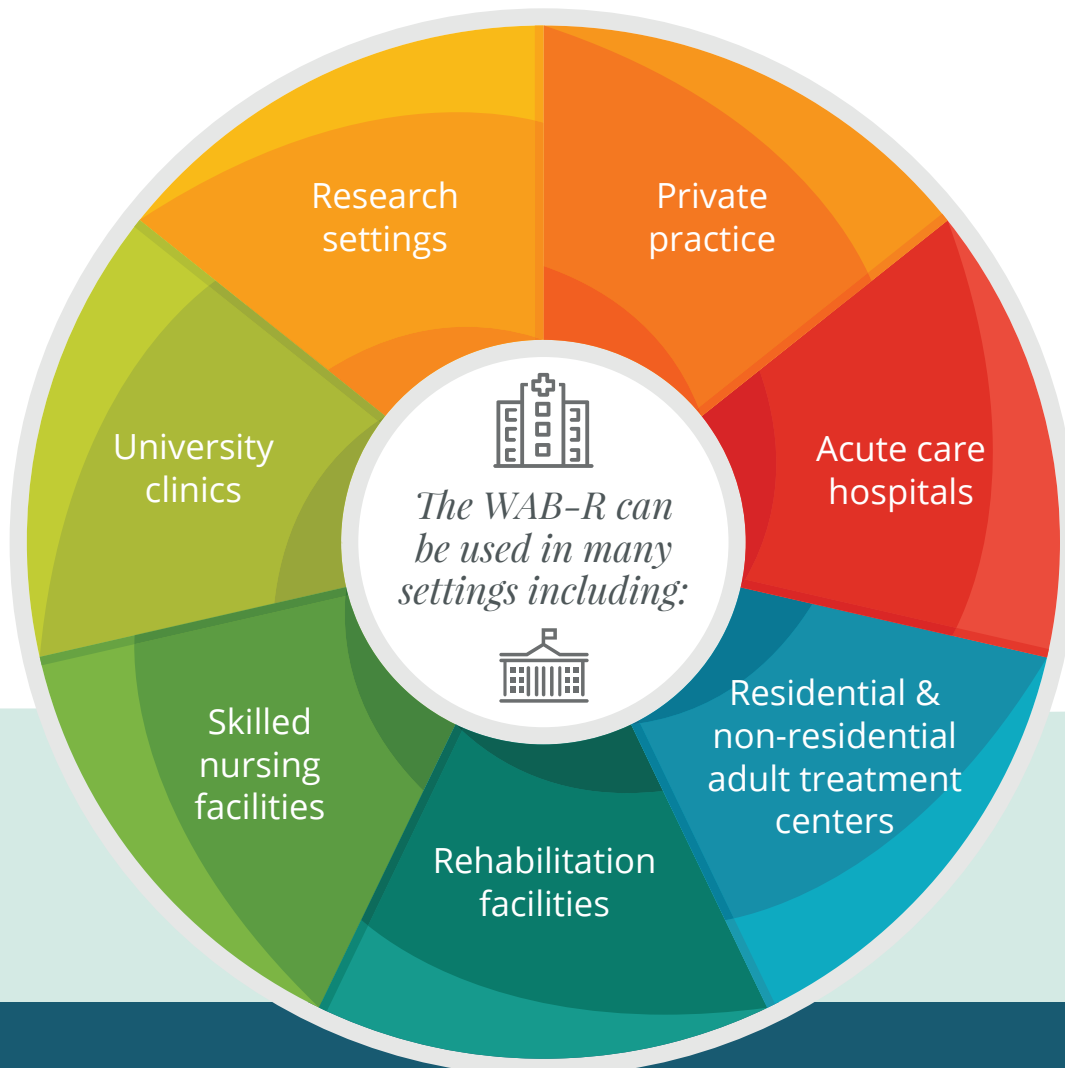 The WAB-R can
be used in many
settings including:
Private
practice
Acute care
hospitals
Residential &
non-residential
adult treatment
centers
Rehabilitation
facilities
Skilled
nursing
facilities
University
clinics
Research
settings